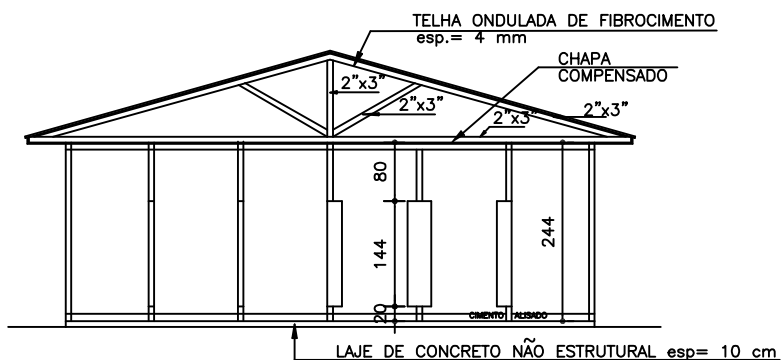 TELHA ONDULADA DE FIBROCIMENTO
esp.= 4 mm
CHAPA
COMPENSADO
2"x3"
2"x3"
2"x3"
2"x3"
80
144
20
244
CIMENTO ALISADO
LAJE DE CONCRETO NÃO ESTRUTURAL esp= 10 cm